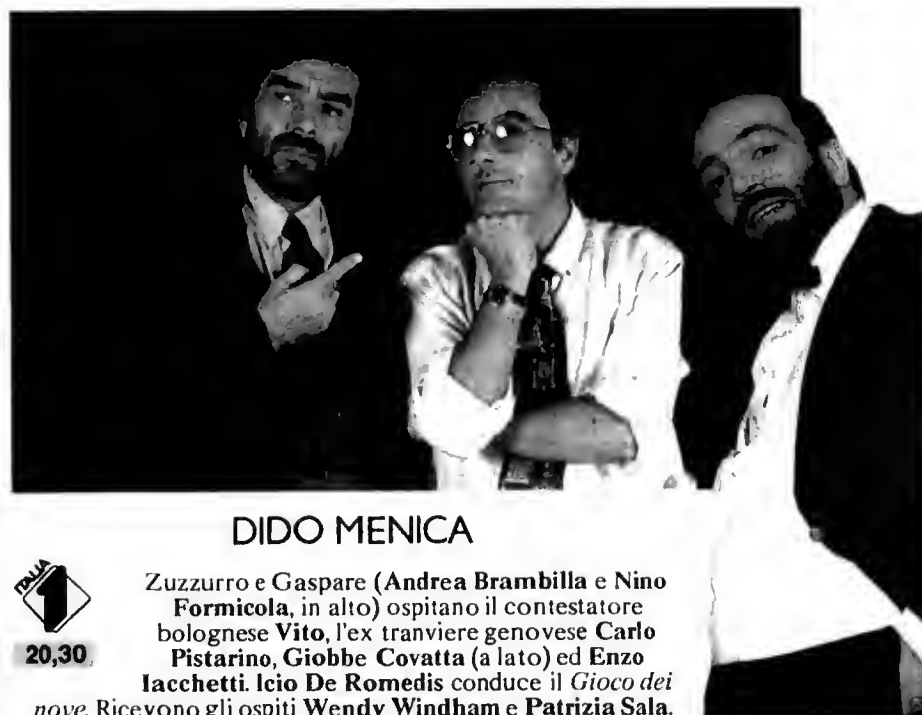 DIDO MENICA
ITALIA
1
20,30
Zuzzurro e Gaspare (Andrea Brambilla e Nino
Formicola, in alto) ospitano il contestatore
bolognese Vito, l'ex tranviere genovese Carlo
Pistarino, Giobbe Covatta (a lato) ed Enzo
Iacchetti. Icio De Romedis conduce il Gioco dei
nove. Ricevono gli ospiti Wendy Windham e Patrizia Sala.